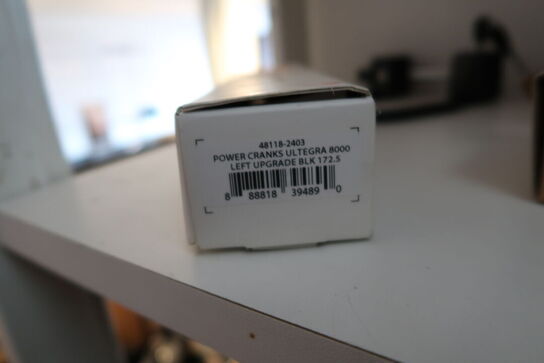 48118-2403
POWER CRANKS ULTEGRA 8000
LEFT UPGRADE BLK 172.5
8 88818 39489 0